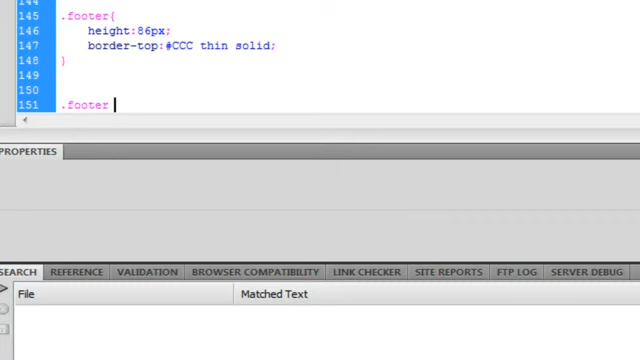 144
145 .footer{
146 height:86px;
147 border-top:#CCC thin solid;
148 }
149
150
151 .footer
PROPERTIES
SEARCH REFERENCE VALIDATION BROWSER COMPATIBILITY LINK CHECKER SITE REPORTS FTP LOG SERVER DEBUG
File Matched Text